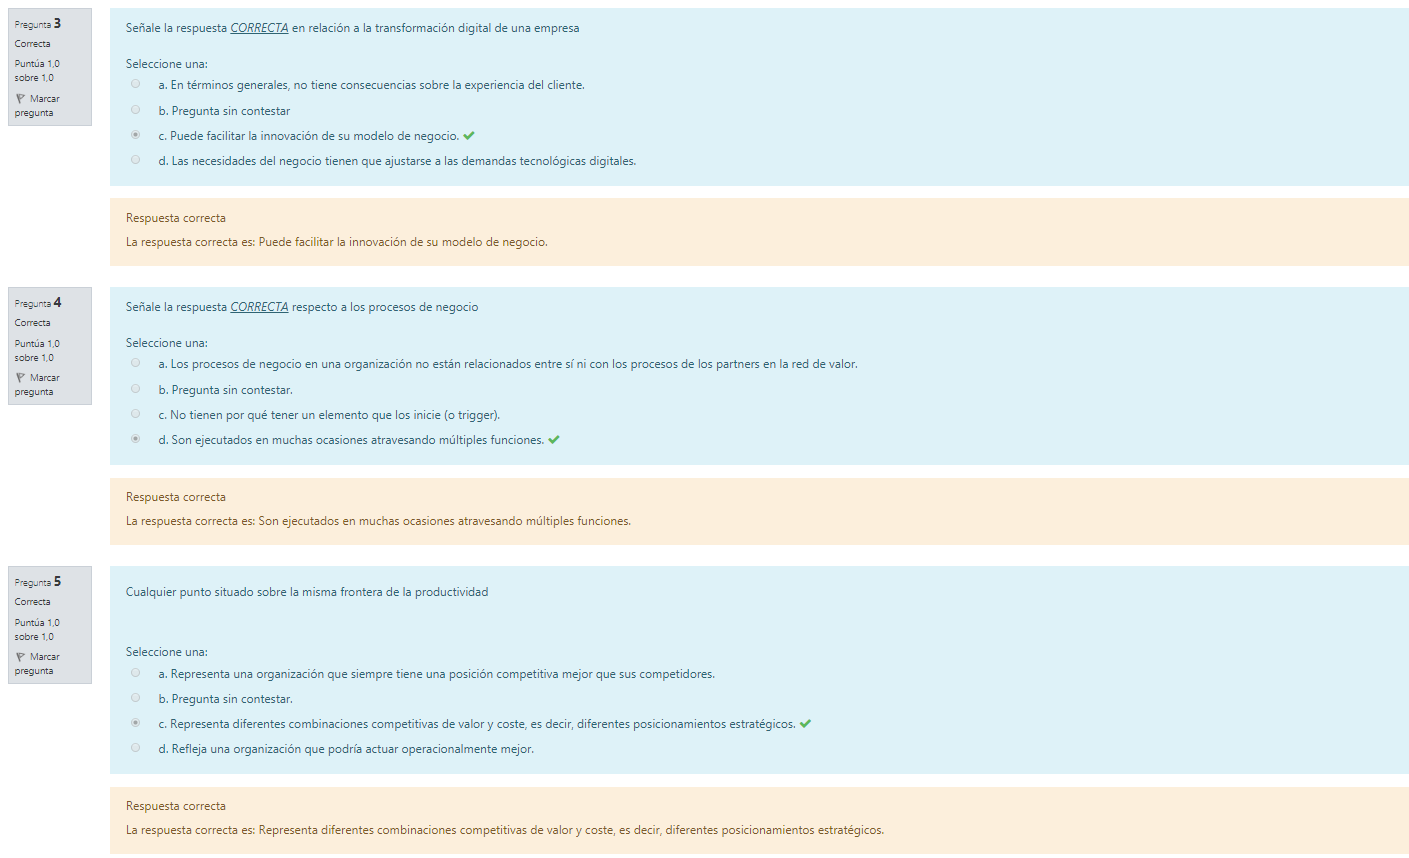 Pregunta 3
Correcta
Puntúa 1,0
sobre 1,0
Marcar
pregunta
Señale la respuesta CORRECTA en relación a la transformación digital de una empresa
Seleccione una:
a. En términos generales, no tiene consecuencias sobre la experiencia del cliente.
b. Pregunta sin contestar
c. Puede facilitar la innovación de su modelo de negocio.
d. Las necesidades del negocio tienen que ajustarse a las demandas tecnológicas digitales.
Respuesta correcta
La respuesta correcta es: Puede facilitar la innovación de su modelo de negocio.
Pregunta 4
Correcta
Puntúa 1,0
sobre 1,0
Marcar
pregunta
Señale la respuesta CORRECTA respecto a los procesos de negocio
Seleccione una:
a. Los procesos de negocio en una organización no están relacionados entre sí ni con los procesos de los partners en la red de valor.
b. Pregunta sin contestar.
c. No tienen por qué tener un elemento que los inicie (o trigger).
d. Son ejecutados en muchas ocasiones atravesando múltiples funciones.
Respuesta correcta
La respuesta correcta es: Son ejecutados en muchas ocasiones atravesando múltiples funciones.
Pregunta 5
Correcta
Puntúa 1,0
sobre 1,0
Marcar
pregunta
Cualquier punto situado sobre la misma frontera de la productividad
Seleccione una:
a. Representa una organización que siempre tiene una posición competitiva mejor que sus competidores.
b. Pregunta sin contestar.
c. Representa diferentes combinaciones competitivas de valor y coste, es decir, diferentes posicionamientos estratégicos.
d. Refleja una organización que podría actuar operacionalmente mejor.
Respuesta correcta
La respuesta correcta es: Representa diferentes combinaciones competitivas de valor y coste, es decir, diferentes posicionamientos estratégicos.